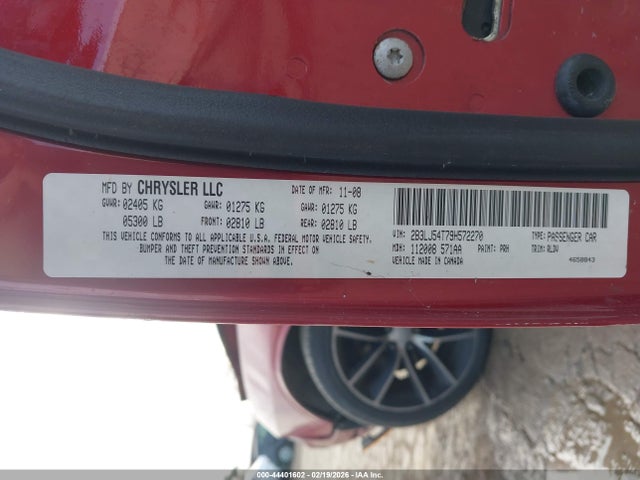 MFD BY CHRYSLER LLC DATE OF MFR: 11-08
GVWR: 02405 KG GAWR: 01275 KG GAWR: 01275 KG
05300 LB FRONT: 02810 LB REAR: 02810 LB
THIS VEHICLE CONFORMS TO ALL APPLICABLE U.S.A. FEDERAL MOTOR VEHICLE SAFETY,
BUMPER AND THEFT PREVENTION STANDARDS IN EFFECT ON
THE DATE OF MANUFACTURE SHOWN ABOVE.
VIN: 2B3LJ54T79H572270 TYPE: PASSENGER CAR
MDH: 112008 571AA PAINT: PRH TRIM: RLDV
VEHICLE MADE IN CANADA 4658043
000-44401602 - 02/19/2026 - IAA Inc.